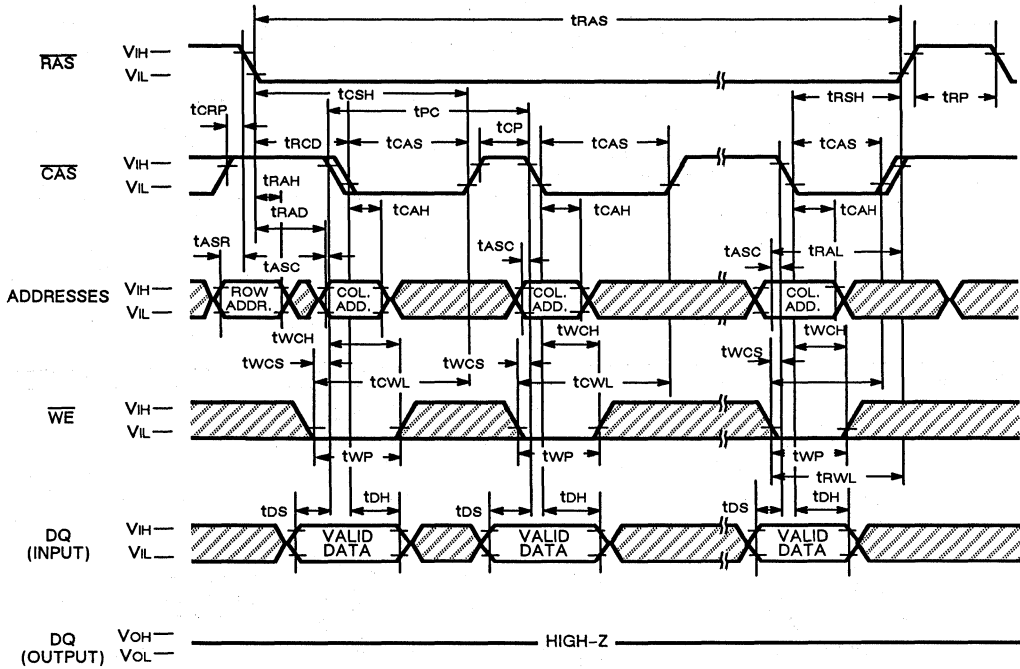 tRAS
RAS VIH
VIL
tCSH tRSH tRP
tPC
tCRP tCP
tRCD tCAS tCAS tCAS
CAS VIH
VIL
tRAH
tCAH tCAH tCAH
tRAD
tASR tASC tASC tASC tRAL
ADDRESSES VIH
VIL
ROW ADDR. COL. ADD. COL. ADD. COL. ADD.
tWCH tWCH tWCH
tWCS tWCS tWCS
tCWL tCWL
WE VIH
VIL
tWP tWP tWP
tRWL
tDS tDH tDS tDH tDS tDH
DQ (INPUT) VIH
VIL
VALID DATA VALID DATA VALID DATA
DQ (OUTPUT) VOH
VOL
HIGH-Z